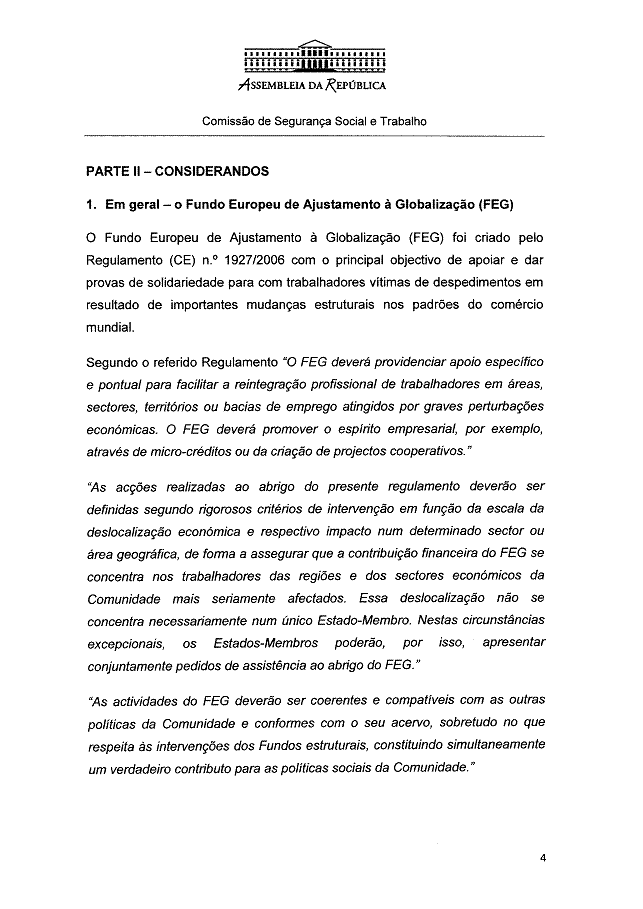 ASSEMBLEIA DA REPÚBLICA
Comissão de Segurança Social e Trabalho
PARTE II – CONSIDERANDOS
1. Em geral – o Fundo Europeu de Ajustamento à Globalização (FEG)
O Fundo Europeu de Ajustamento à Globalização (FEG) foi criado pelo
Regulamento (CE) n.º 1927/2006 com o principal objectivo de apoiar e dar
provas de solidariedade para com trabalhadores vítimas de despedimentos em
resultado de importantes mudanças estruturais nos padrões do comércio
mundial.
Segundo o referido Regulamento "O FEG deverá providenciar apoio específico
e pontual para facilitar a reintegração profissional de trabalhadores em áreas,
sectores, territórios ou bacias de emprego atingidos por graves perturbações
económicas. O FEG deverá promover o espírito empresarial, por exemplo,
através de micro-créditos ou da criação de projectos cooperativos."
"As acções realizadas ao abrigo do presente regulamento deverão ser
definidas segundo rigorosos critérios de intervenção em função da escala da
deslocalização económica e respectivo impacto num determinado sector ou
área geográfica, de forma a assegurar que a contribuição financeira do FEG se
concentra nos trabalhadores das regiões e dos sectores económicos da
Comunidade mais seriamente afectados. Essa deslocalização não se
concentra necessariamente num único Estado-Membro. Nestas circunstâncias
excepcionais, os Estados-Membros poderão, por isso, apresentar
conjuntamente pedidos de assistência ao abrigo do FEG."
"As actividades do FEG deverão ser coerentes e compatíveis com as outras
políticas da Comunidade e conformes com o seu acervo, sobretudo no que
respeita às intervenções dos Fundos estruturais, constituindo simultaneamente
um verdadeiro contributo para as políticas sociais da Comunidade."
4